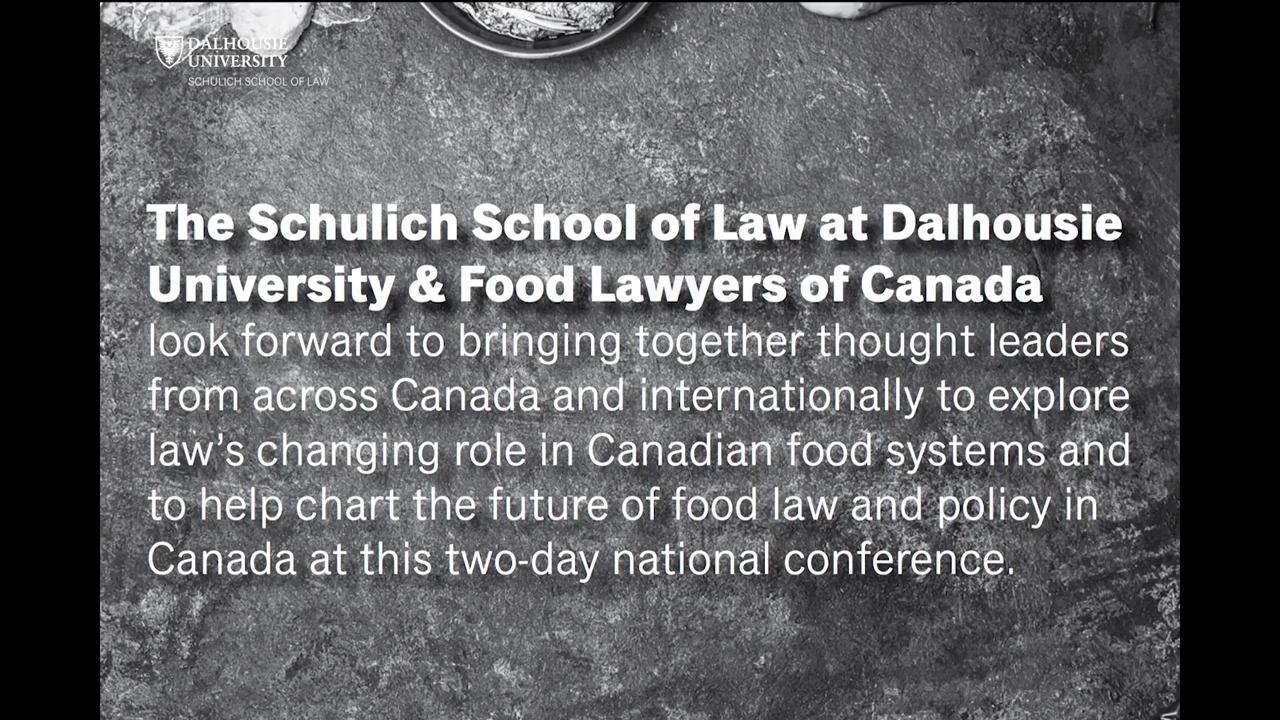 DALHOUSIE
UNIVERSITY
SCHULICH SCHOOL OF LAW
The Schulich School of Law at Dalhousie
University & Food Lawyers of Canada
look forward to bringing together thought leaders
from across Canada and internationally to explore
law's changing role in Canadian food systems and
to help chart the future of food law and policy in
Canada at this two-day national conference.